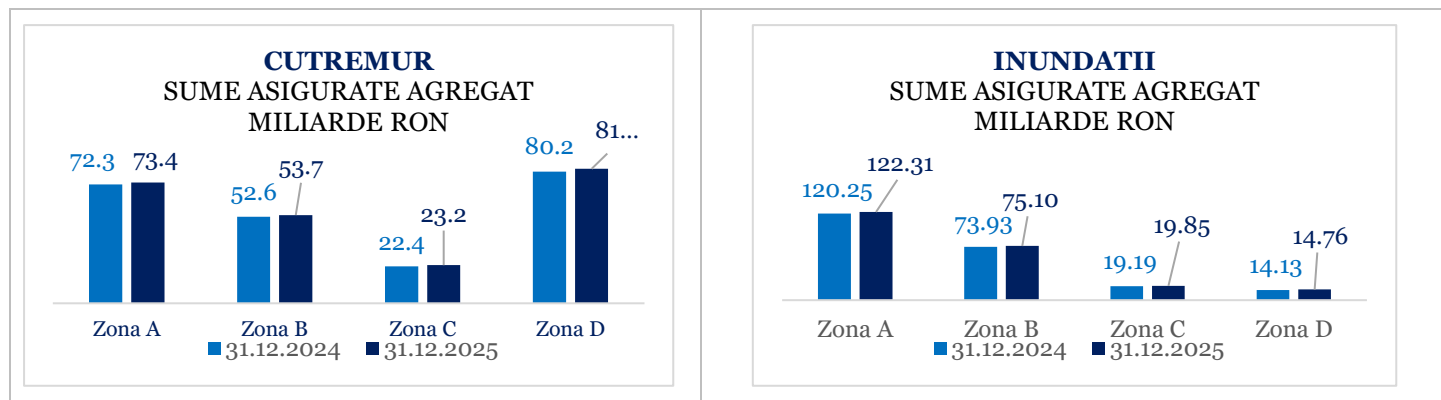 CUTREMUR
SUME ASIGURATE AGREGAT
MILIARDE RON
72.3 73.4 52.6 53.7 22.4 23.2 80.2 81...
Zona A Zona B Zona C Zona D
31.12.2024 31.12.2025
INUNDATII
SUME ASIGURATE AGREGAT
MILIARDE RON
120.25 122.31 73.93 75.10 19.19 19.85 14.13 14.76
Zona A Zona B Zona C Zona D
31.12.2024 31.12.2025